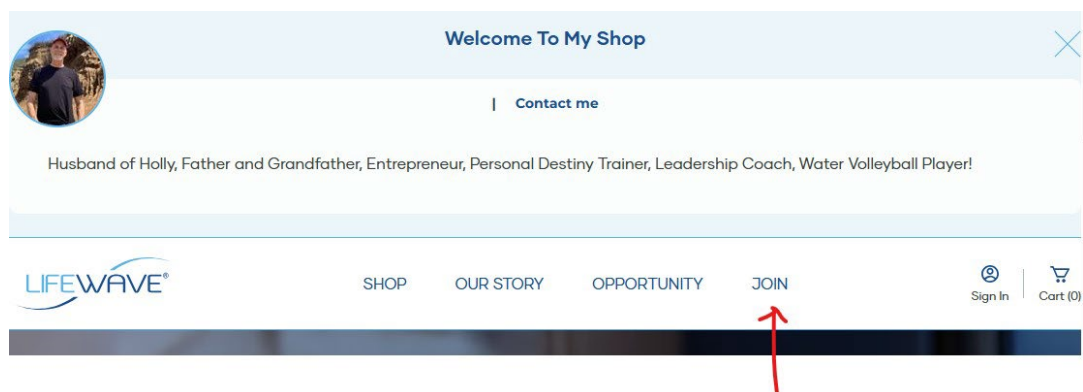 Welcome To My Shop
| Contact me
Husband of Holly, Father and Grandfather, Entrepreneur, Personal Destiny Trainer, Leadership Coach, Water Volleyball Player!
LIFEWAVE®
SHOP OUR STORY OPPORTUNITY JOIN
Sign In Cart (0)